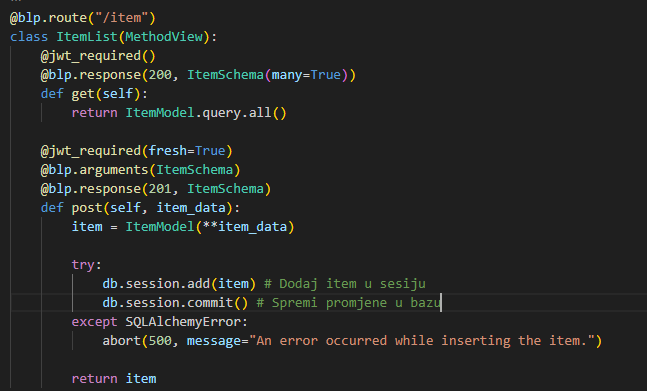 @blp.route("/item")
class ItemList(MethodView):
    @jwt_required()
    @blp.response(200, ItemSchema(many=True))
    def get(self):
        return ItemModel.query.all()

    @jwt_required(fresh=True)
    @blp.arguments(ItemSchema)
    @blp.response(201, ItemSchema)
    def post(self, item_data):
        item = ItemModel(**item_data)

        try:
            db.session.add(item) # Dodaj item u sesiju
            db.session.commit() # Spremi promjene u bazu
        except SQLAlchemyError:
            abort(500, message="An error occurred while inserting the item.")

        return item